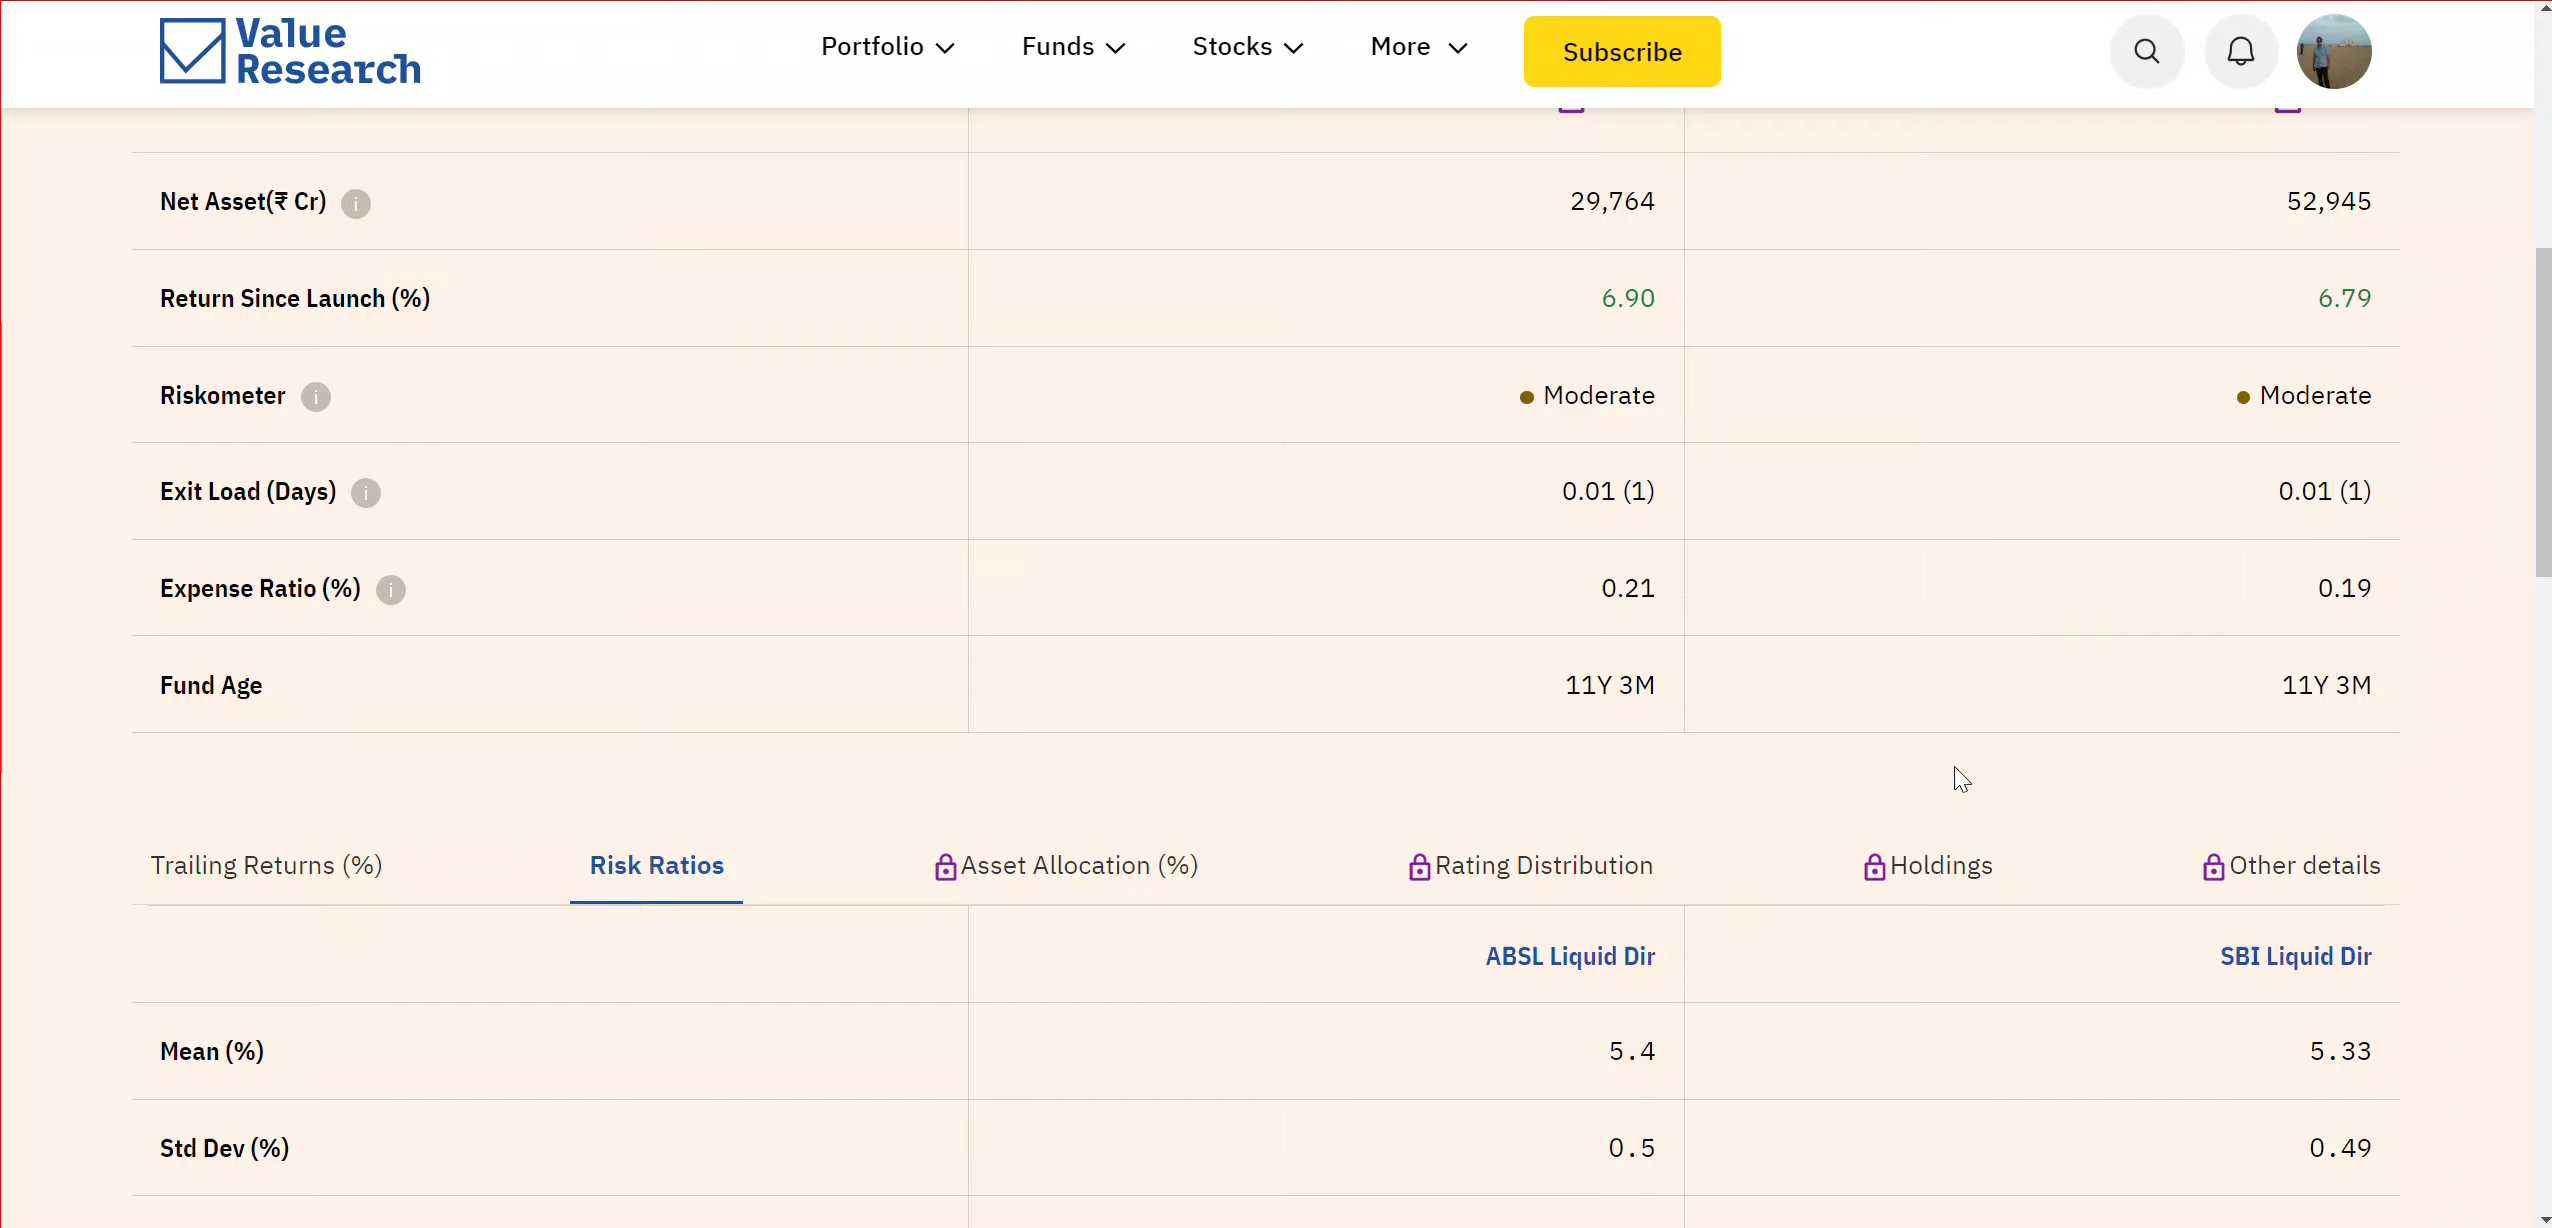 Value
Research
Portfolio Funds Stocks More Subscribe
Net Asset(₹ Cr) i 29,764 52,945
Return Since Launch (%) 6.90 6.79
Riskometer i Moderate Moderate
Exit Load (Days) i 0.01 (1) 0.01 (1)
Expense Ratio (%) i 0.21 0.19
Fund Age 11Y 3M 11Y 3M
Trailing Returns (%) Risk Ratios Asset Allocation (%) Rating Distribution Holdings Other details
ABSL Liquid Dir SBI Liquid Dir
Mean (%) 5.4 5.33
Std Dev (%) 0.5 0.49